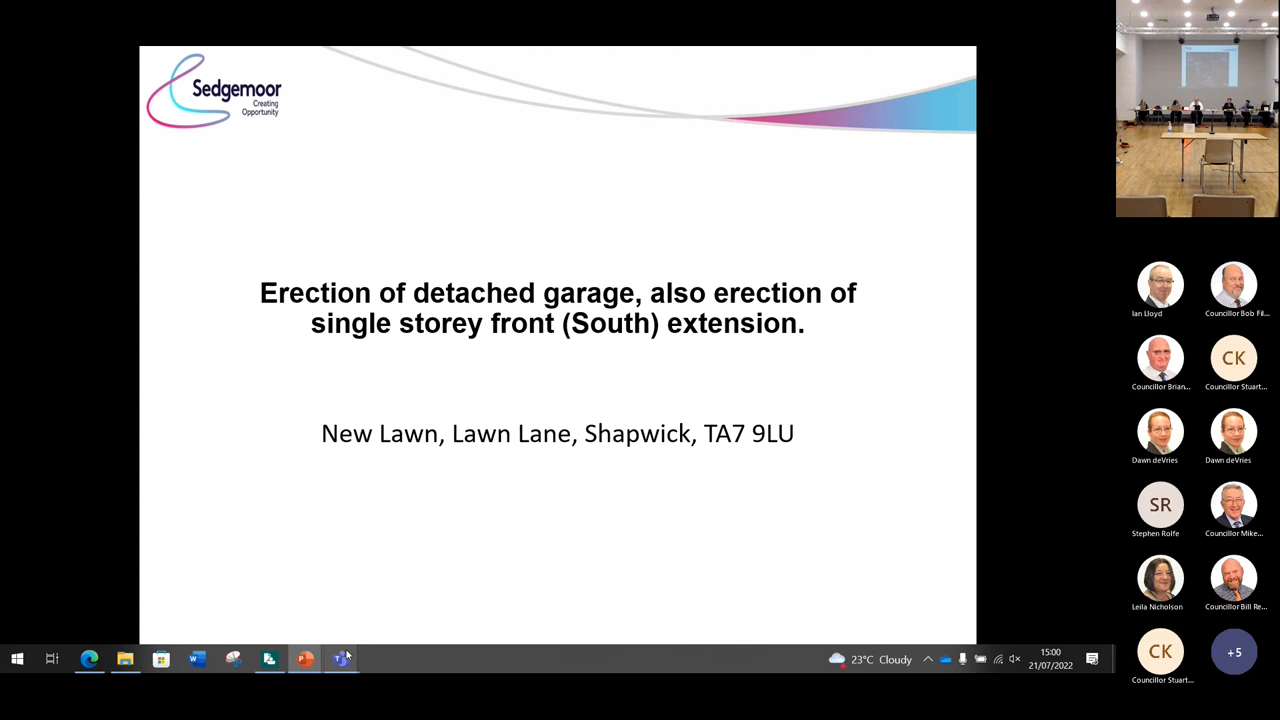 Sedgemoor
Creating
Opportunity
Erection of detached garage, also erection of
single storey front (South) extension.
New Lawn, Lawn Lane, Shapwick, TA7 9LU
23°C Cloudy
15:00
21/07/2022
Ian Lloyd
Councillor Bob Fil...
Councillor Brian...
CK
Councillor Stuart...
Dawn deVries
Dawn deVries
SR
Stephen Rolfe
Councillor Mike...
Leila Nicholson
Councillor Bill Re...
CK
Councillor Stuart...
+5